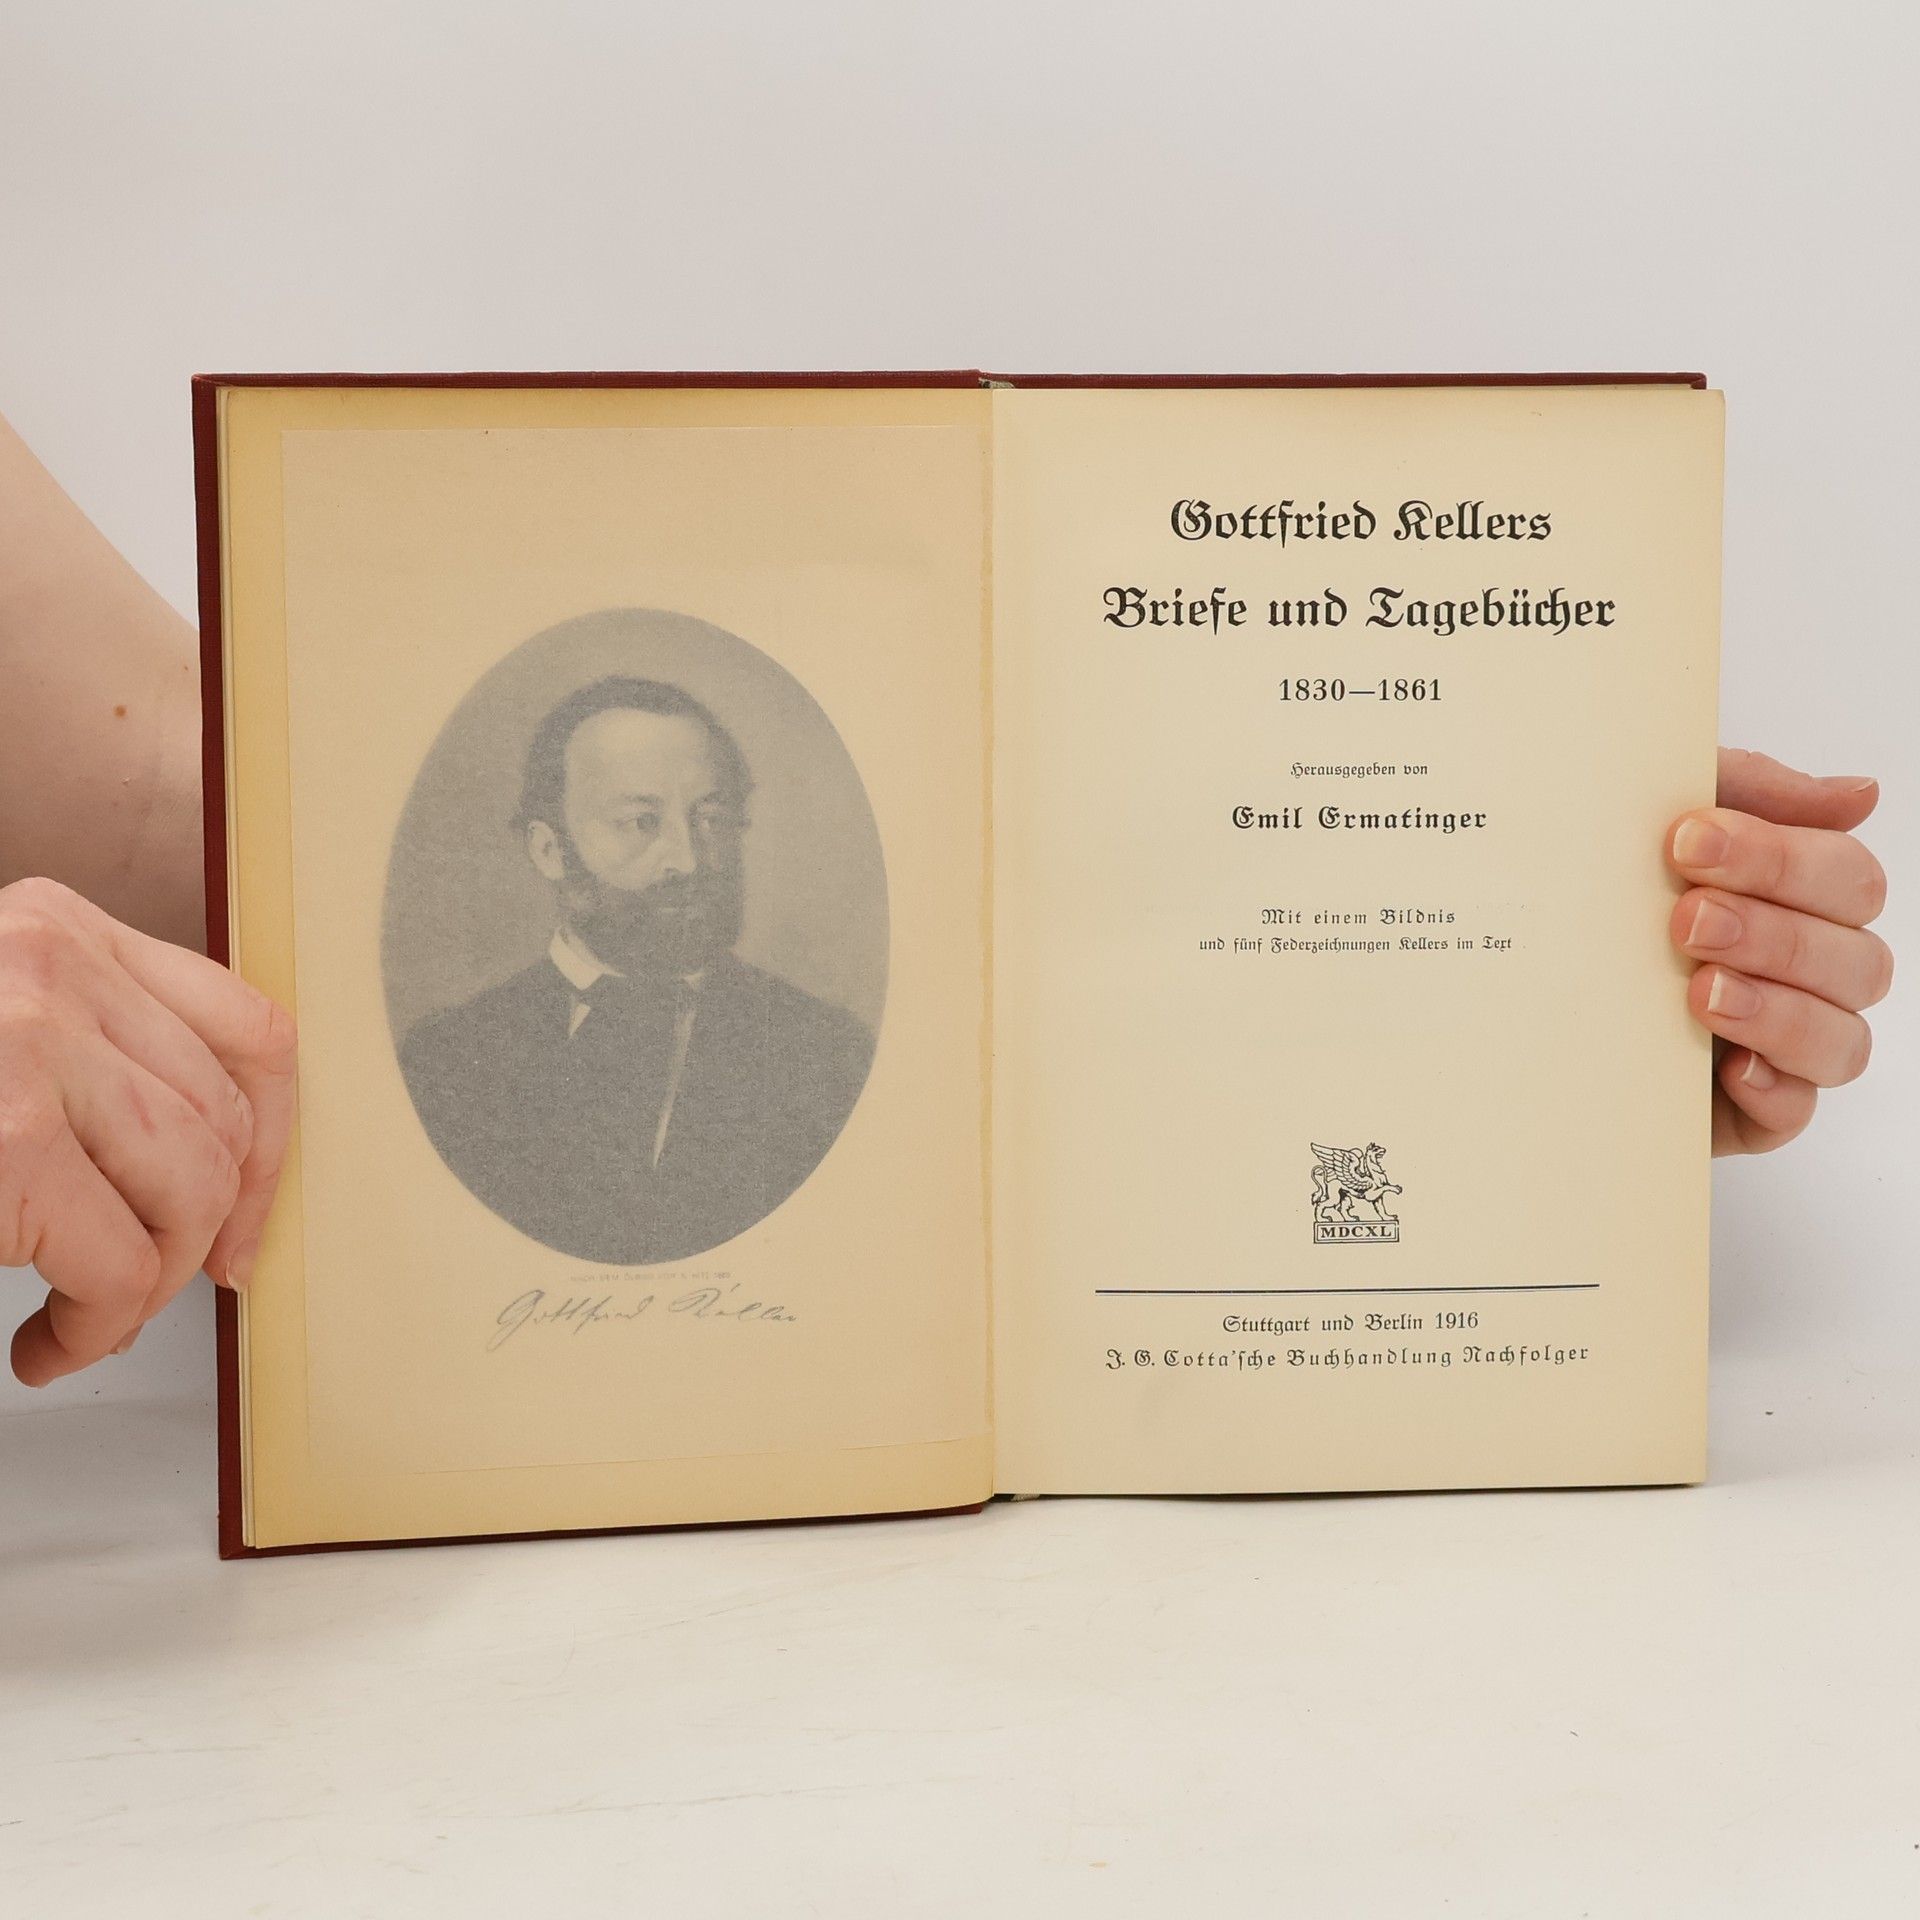 Gottfried Keller
Gottfried Kellers
Briefe und Tagebücher
1830—1861
Herausgegeben von
Emil Ermatinger
Mit einem Bildnis
und fünf Federzeichnungen Kellers im Text
MDCXL
Stuttgart und Berlin 1916
J. G. Cotta'sche Buchhandlung Nachfolger